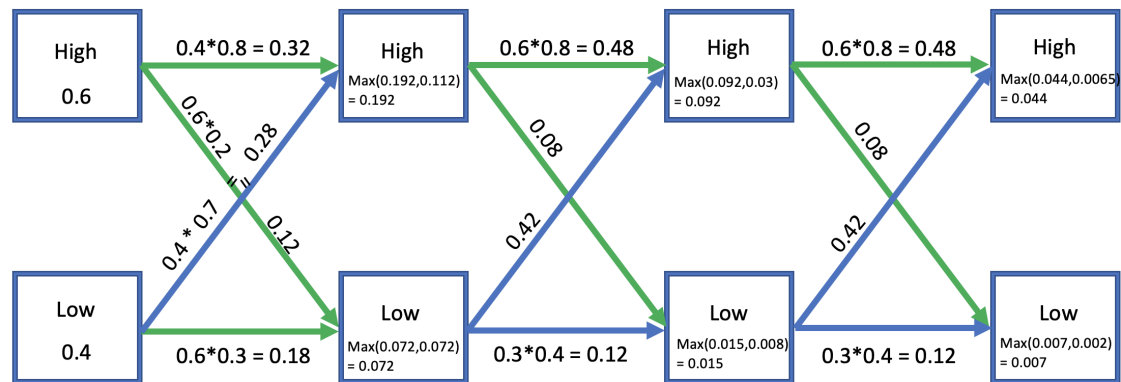 High
0.6
0.4*0.8 = 0.32
High
Max(0.192,0.112)
= 0.192
0.6*0.8 = 0.48
High
Max(0.092,0.03)
= 0.092
0.6*0.8 = 0.48
High
Max(0.044,0.0065)
= 0.044
0.6*0.2 = 0.12
0.4 * 0.7 = 0.28
0.08
0.42
0.08
0.42
Low
0.4
0.6*0.3 = 0.18
Low
Max(0.072,0.072)
= 0.072
0.3*0.4 = 0.12
Low
Max(0.015,0.008)
= 0.015
0.3*0.4 = 0.12
Low
Max(0.007,0.002)
= 0.007